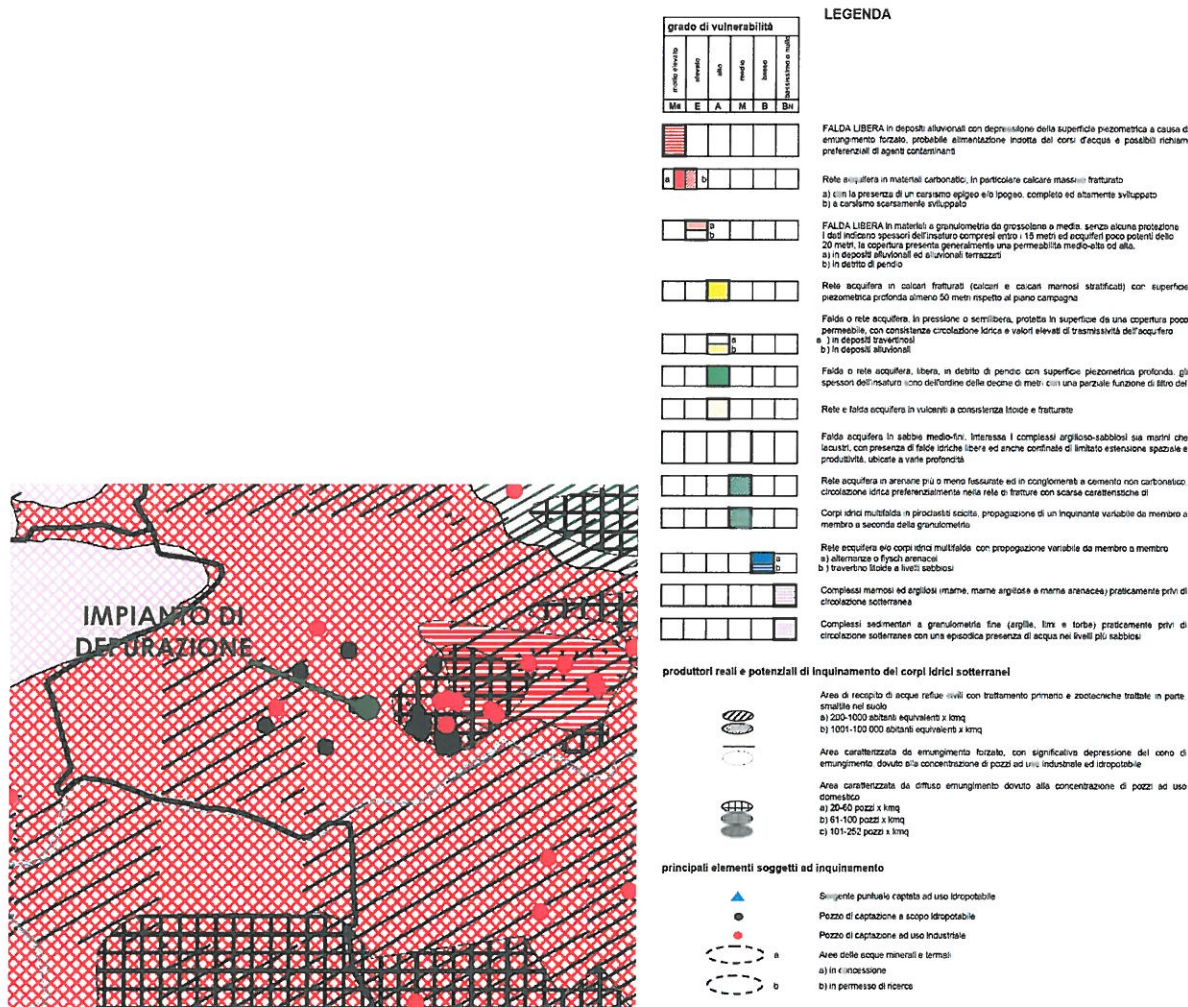 LEGENDA
grado di vulnerabilità
molto elevato
elevato
alto
medio
basso
bassissimo o nullo
Me E A M B BN
FALDA LIBERA in depositi alluvionali con depressione della superficie piezometrica a causa di
emungimento forzato, probabile alimentazione indotta dai corsi d'acqua e possibili richiami
preferenziali di agenti contaminanti
a b
Rete acquifera in materiali carbonatici, in particolare calcare massivo fratturato
a) con la presenza di un carsismo epigeo e/o ipogeo, completo ed altamente sviluppato
b) a carsismo scarsamente sviluppato
a
b
FALDA LIBERA in materiali a granulometria da grossolana a media, senza alcuna protezione
I dati indicano spessori dell'insaturo compresi entro i 15 metri ed acquiferi poco potenti dello
20 metri, la copertura presenta generalmente una permeabilità medio-alta od alta.
a) in depositi alluvionali ed alluvionali terrazzati
b) in detrito di pendio
Rete acquifera in calcari fratturati (calcari e calcari marnosi stratificati) con superficie
piezometrica profonda almeno 50 metri rispetto al piano campagna
Falda o rete acquifera, in pressione o semilibera, protetta in superficie da una copertura poco
permeabile, con consistenza circolazione idrica e valori elevati di trasmissività dell'acquifero
a
b
a ) in depositi travertinosi
b) in depositi alluvionali
Falda o rete acquifera, libera, in detrito di pendio con superficie piezometrica profonda, gli
spessori dell'insaturo sono dell'ordine delle decine di metri con una parziale funzione di filtro del
Rete e falda acquifera in vulcaniti a consistenza litoide e fratturate
Falda acquifera in sabbie medio-fini. Interessa i complessi argilloso-sabbiosi sia marini che
lacustri, con presenza di falde idriche libere ed anche confinate di limitato estensione spaziale e
produttività, ubicate a varie profondità
Rete acquifera in arenarie più o meno fessurate ed in conglomerati a cemento non carbonatico,
circolazione idrica preferenzialmente nella rete di fratture con scarse caratteristiche di
Corpi idrici multifalda in piroclastiti sciolte, propagazione di un inquinante variabile da membro a
membro a seconda della granulometria
a
b
Rete acquifera e/o corpi idrici multifalda con propagazione variabile da membro a membro
a) alternanze o flysch arenacei
b ) travertino litoide a livelli sabbiosi
Complessi marnosi ed argillosi (marne, marne argillose e marne arenacee) praticamente privi di
circolazione sotterranea
Complessi sedimentari a granulometria fine (argille, limi e torbe) praticamente privi di
circolazione sotterranee con una episodica presenza di acqua nei livelli più sabbiosi
IMPIANTO DI
DEPURAZIONE
produttori reali e potenziali di inquinamento dei corpi idrici sotterranei
Area di recapito di acque reflue civili con trattamento primario e zootecniche trattate in parte,
smaltite nel suolo
a) 200-1000 abitanti equivalenti x kmq
b) 1001-100 000 abitanti equivalenti x kmq
Area caratterizzata da emungimento forzato, con significativa depressione del cono di
emungimento, dovuto alla concentrazione di pozzi ad uso industriale ed idropotabile
Area caratterizzata da diffuso emungimento dovuto alla concentrazione di pozzi ad uso
domestico
a) 20-60 pozzi x kmq
b) 61-100 pozzi x kmq
c) 101-252 pozzi x kmq
principali elementi soggetti ad inquinamento
Sorgente puntuale captata ad uso idropotabile
Pozzo di captazione a scopo idropotabile
Pozzo di captazione ad uso industriale
a
Aree delle acque minerali e termali
a) in concessione
b
b) in permesso di ricerca